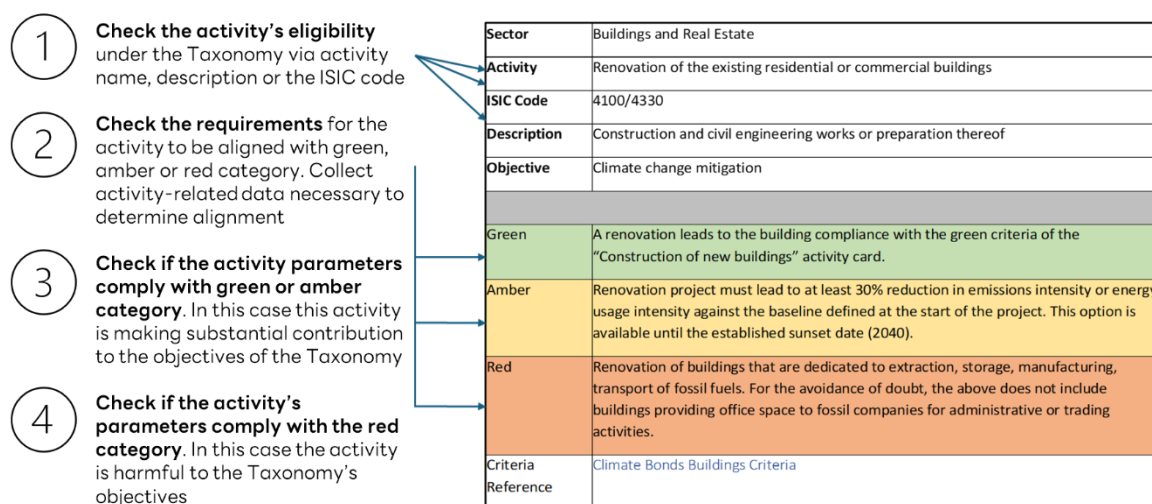 1
Check the activity's eligibility
under the Taxonomy via activity
name, description or the ISIC code
2
Check the requirements for the
activity to be aligned with green,
amber or red category. Collect
activity-related data necessary to
determine alignment
3
Check if the activity parameters
comply with green or amber
category. In this case this activity
is making substantial contribution
to the objectives of the Taxonomy
4
Check if the activity's
parameters comply with the red
category. In this case the activity
is harmful to the Taxonomy's
objectives
Sector Buildings and Real Estate
Activity Renovation of the existing residential or commercial buildings
ISIC Code 4100/4330
Description Construction and civil engineering works or preparation thereof
Objective Climate change mitigation
Green A renovation leads to the building compliance with the green criteria of the
"Construction of new buildings" activity card.
Amber Renovation project must lead to at least 30% reduction in emissions intensity or energy
usage intensity against the baseline defined at the start of the project. This option is
available until the established sunset date (2040).
Red Renovation of buildings that are dedicated to extraction, storage, manufacturing,
transport of fossil fuels. For the avoidance of doubt, the above does not include
buildings providing office space to fossil companies for administrative or trading
activities.
Criteria Climate Bonds Buildings Criteria
Reference